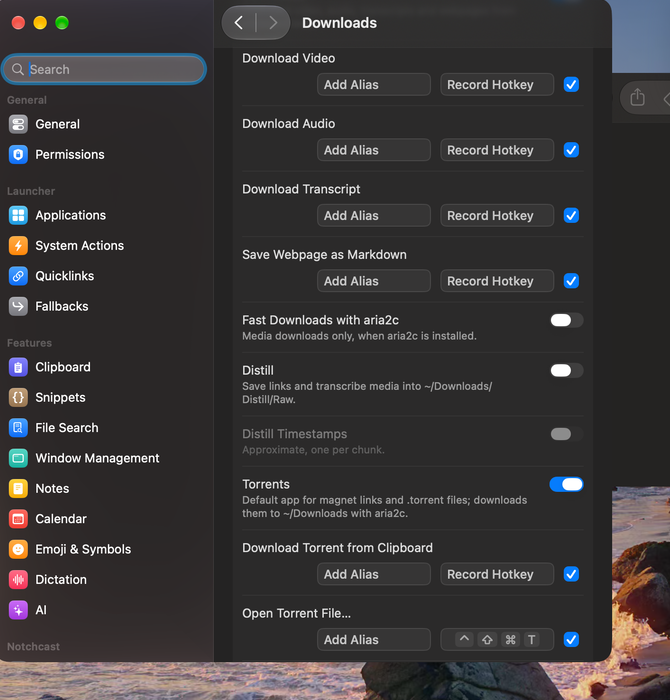 Downloads
Search
General
General
Permissions
Launcher
Applications
System Actions
Quicklinks
Fallbacks
Features
Clipboard
Snippets
File Search
Window Management
Notes
Calendar
Emoji & Symbols
Dictation
AI
Notchcast
Download Video
Add Alias
Record Hotkey
Download Audio
Add Alias
Record Hotkey
Download Transcript
Add Alias
Record Hotkey
Save Webpage as Markdown
Add Alias
Record Hotkey
Fast Downloads with aria2c
Media downloads only, when aria2c is installed.
Distill
Save links and transcribe media into ~/Downloads/
Distill/Raw.
Distill Timestamps
Approximate, one per chunk.
Torrents
Default app for magnet links and .torrent files; downloads
them to ~/Downloads with aria2c.
Download Torrent from Clipboard
Add Alias
Record Hotkey
Open Torrent File...
Add Alias
⌃ ⇧ ⌘ T